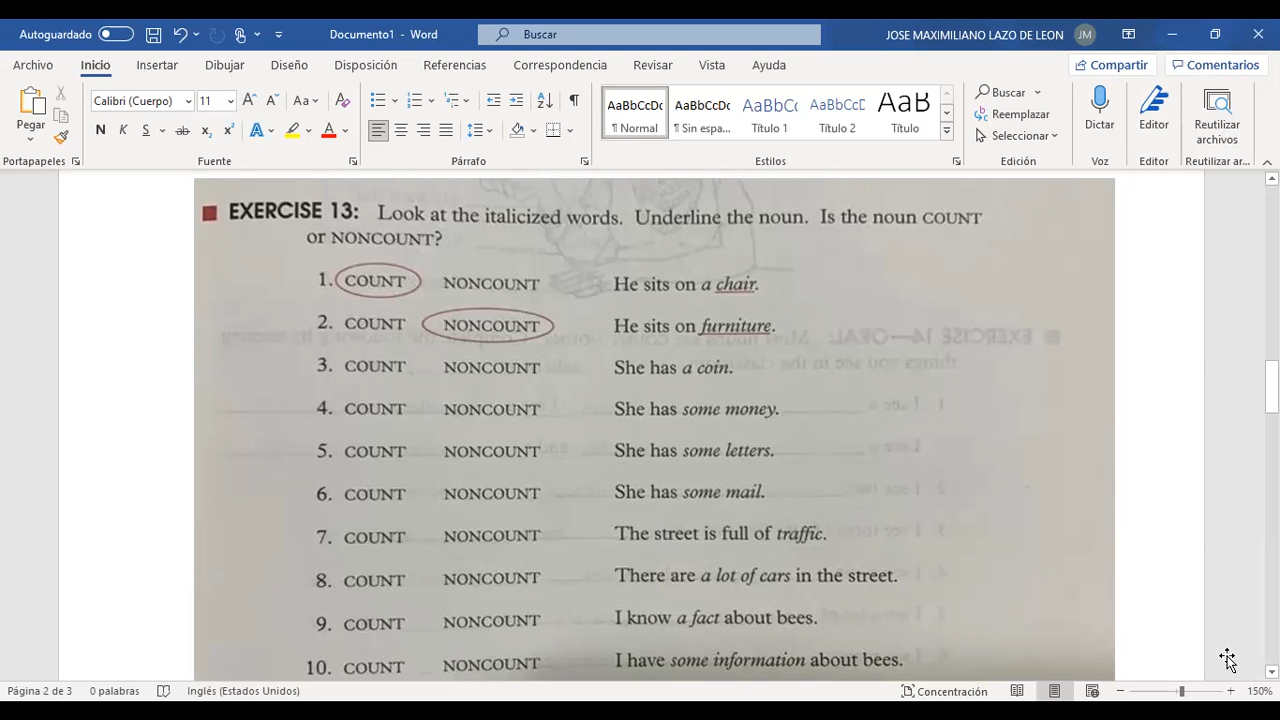 Autoguardado
Documento1 - Word
Buscar
JOSE MAXIMILIANO LAZO DE LEON
JM
Archivo Inicio Insertar Dibujar Diseño Disposición Referencias Correspondencia Revisar Vista Ayuda
Compartir
Comentarios
Pegar
Calibri (Cuerpo) 11
N K S ab x₂ x²
AaBbCcDc AaBbCcDc AaBbCc AaBbCcD AaB
¶ Normal ¶ Sin espa... Título 1 Título 2 Título
Buscar
Reemplazar
Seleccionar
Dictar
Editor
Reutilizar
archivos
Portapapeles Fuente Párrafo Estilos Edición Voz Editor Reutilizar ar...
EXERCISE 13: Look at the italicized words. Underline the noun. Is the noun COUNT
or NONCOUNT?
1. COUNT NONCOUNT He sits on a chair.
2. COUNT NONCOUNT He sits on furniture.
3. COUNT NONCOUNT She has a coin.
4. COUNT NONCOUNT She has some money.
5. COUNT NONCOUNT She has some letters.
6. COUNT NONCOUNT She has some mail.
7. COUNT NONCOUNT The street is full of traffic.
8. COUNT NONCOUNT There are a lot of cars in the street.
9. COUNT NONCOUNT I know a fact about bees.
10. COUNT NONCOUNT I have some information about bees.
Página 2 de 3 0 palabras Inglés (Estados Unidos) Concentración 150%